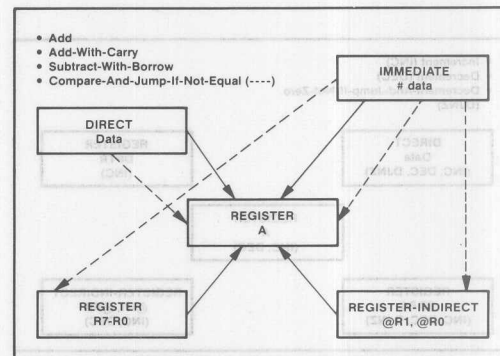 • Add
• Add-With-Carry
• Subtract-With-Borrow
• Compare-And-Jump-If-Not-Equal (----)
IMMEDIATE
# data
DIRECT
Data
REGISTER
A
REGISTER
R7-R0
REGISTER-INDIRECT
@R1, @R0